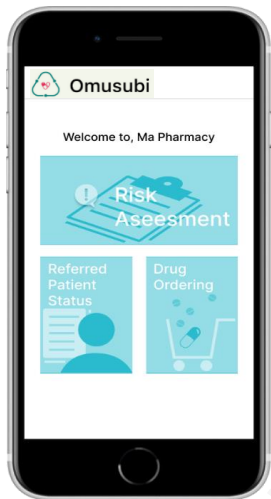 Omusubi
Welcome to, Ma Pharmacy
Risk
Aseesment
Referred
Patient
Status
Drug
Ordering